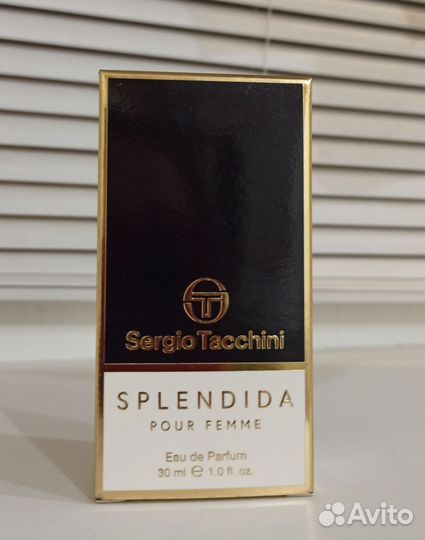 Sergio Tacchini
SPLENDIDA
POUR FEMME
Eau de Parfum
30 ml ℮ 1.0 fl. oz.
Avito